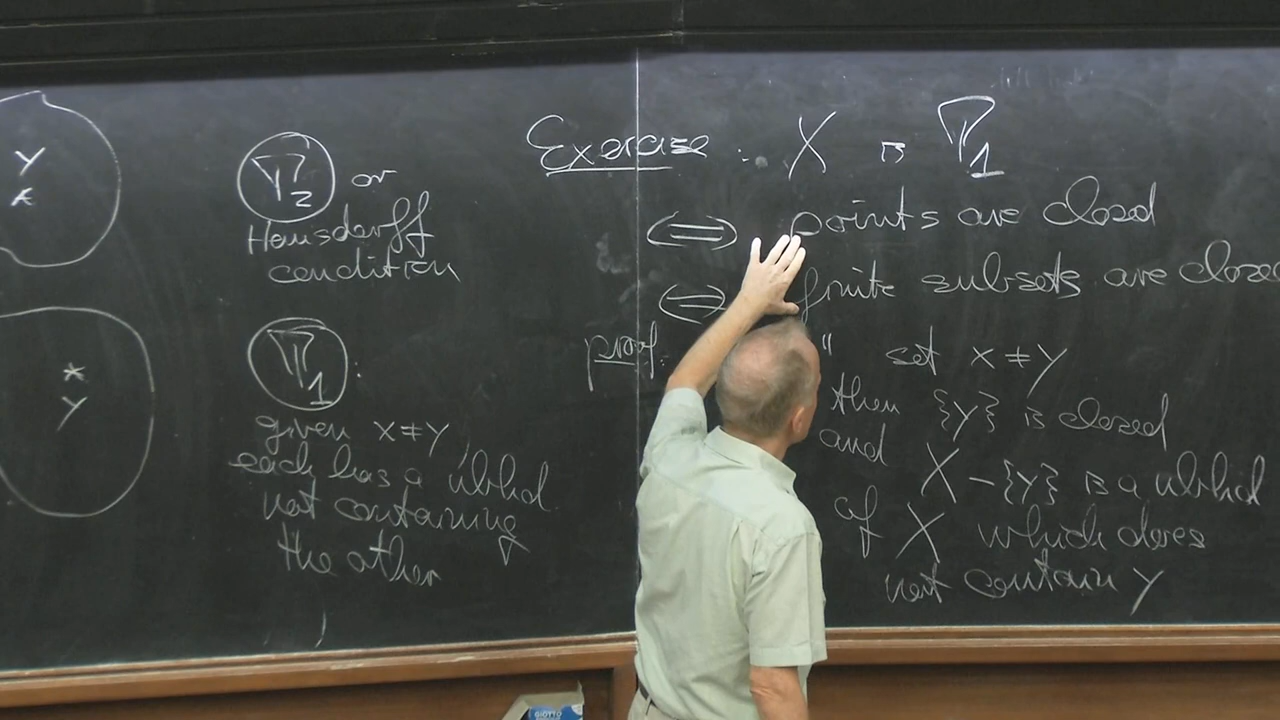 Y
x
T2 or
Hausdorff
condition
x
Y
T1 :
given x≠y,
each has a nbhd
not containing
the other
Exercise : X is T1
⟺ points are closed
⟺ finite subsets are closed
proof. " set x ≠ y
then {y} is closed
and X - {y} is a nbhd
of X which does
not contain y
GIOTTO